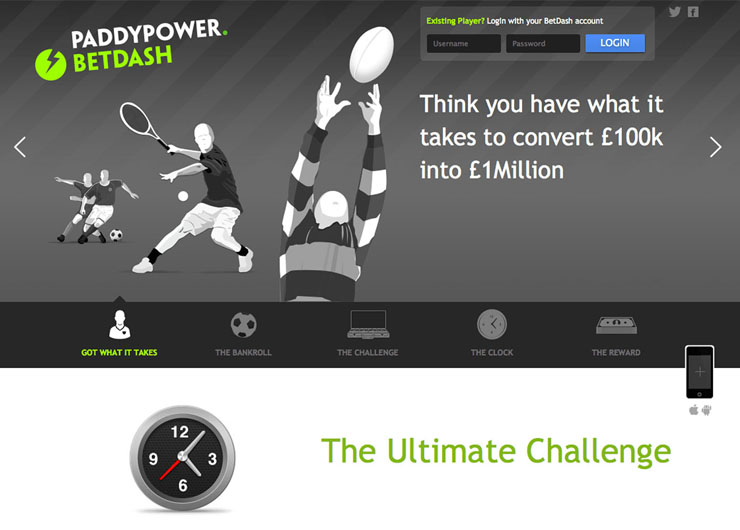 PADDYPOWER.
BETDASH
Existing Player? Login with your BetDash account
Username
Password
LOGIN
Think you have what it
takes to convert £100k
into £1Million
GOT WHAT IT TAKES
THE BANKROLL
THE CHALLENGE
THE CLOCK
THE REWARD
12
9
3
6
The Ultimate Challenge